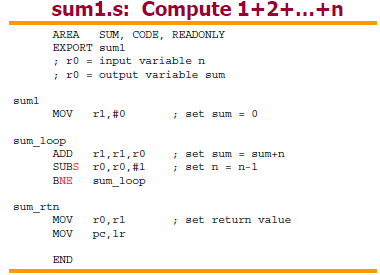 sum1.s: Compute 1+2+...+n
AREA SUM, CODE, READONLY
EXPORT sum1
; r0 = input variable n
; r0 = output variable sum
sum1
MOV r1,#0 ; set sum = 0
sum_loop
ADD r1,r1,r0 ; set sum = sum+n
SUBS r0,r0,#1 ; set n = n-1
BNE sum_loop
sum_rtn
MOV r0,r1 ; set return value
MOV pc,lr
END